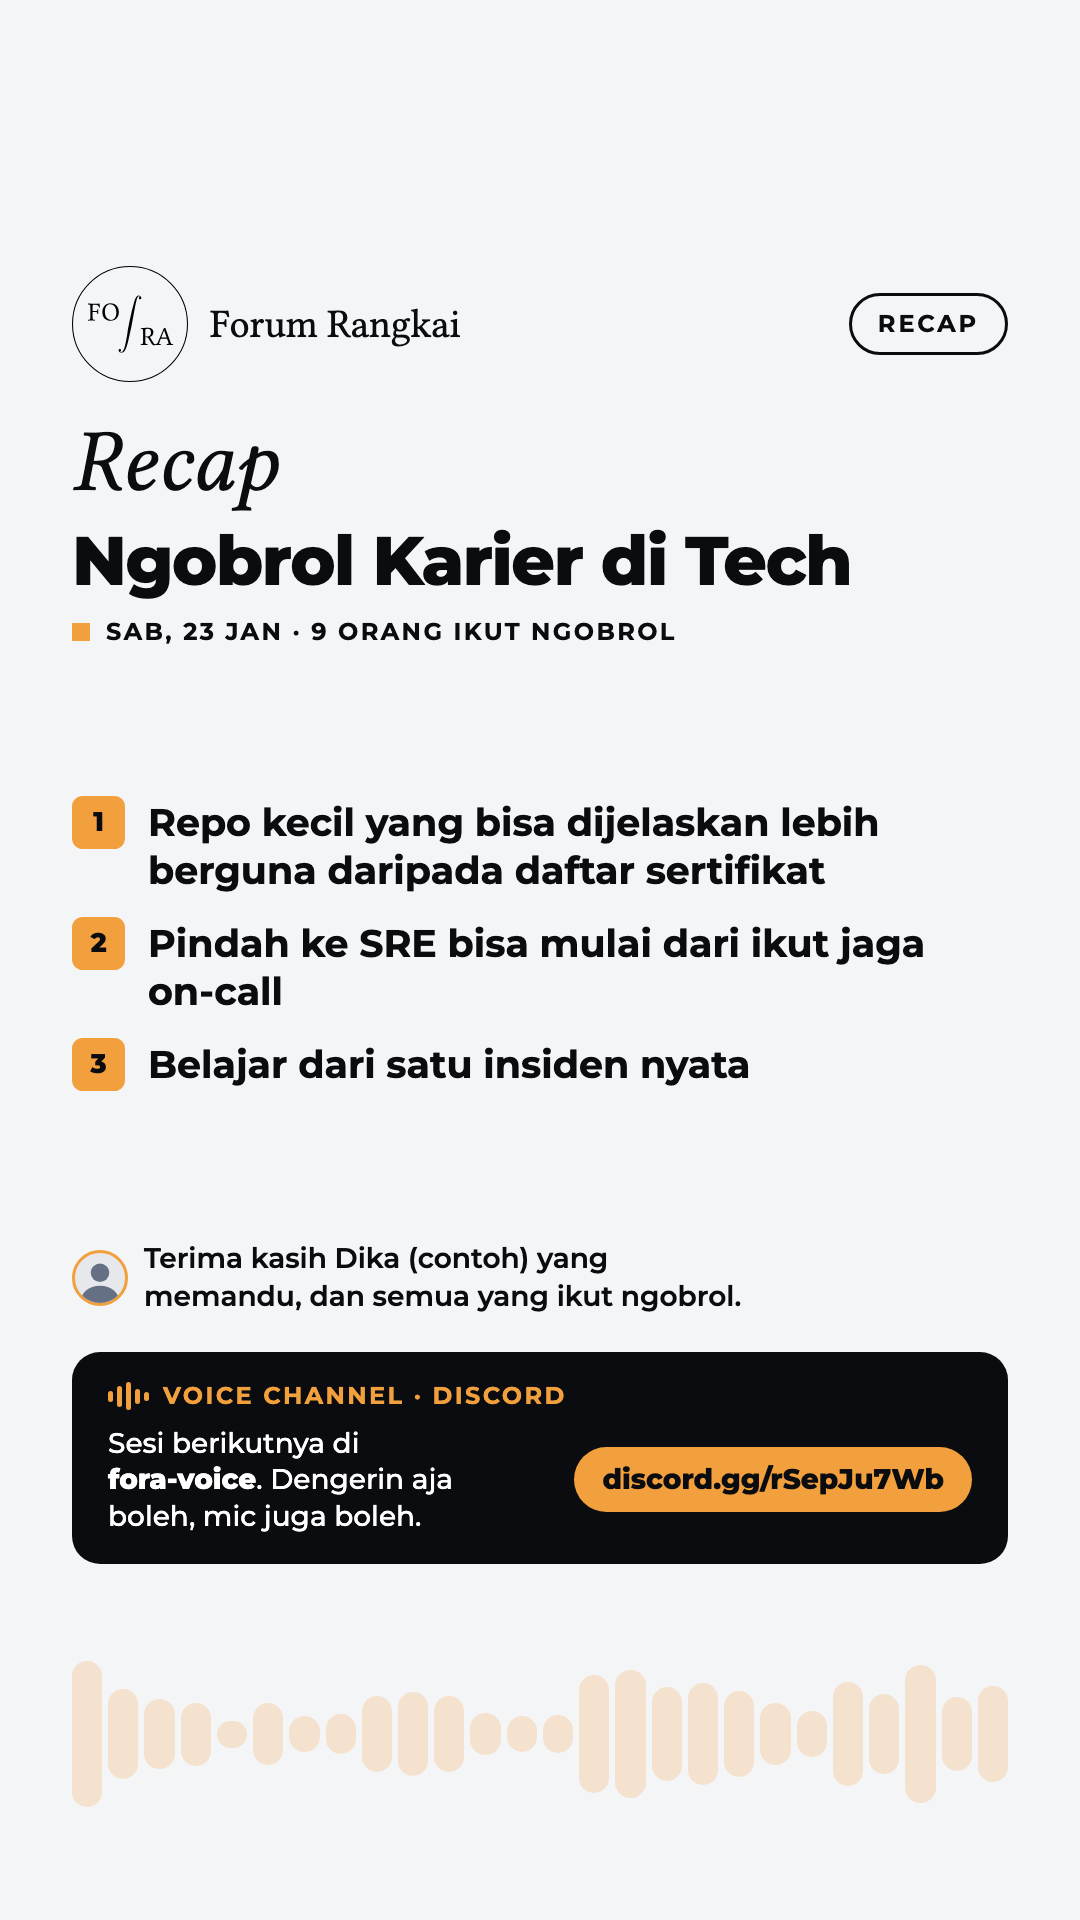 FO
RA
Forum Rangkai
RECAP
Recap
Ngobrol Karier di Tech
SAB, 23 JAN · 9 ORANG IKUT NGOBROL
1
Repo kecil yang bisa dijelaskan lebih
berguna daripada daftar sertifikat
2
Pindah ke SRE bisa mulai dari ikut jaga
on-call
3
Belajar dari satu insiden nyata
Terima kasih Dika (contoh) yang
memandu, dan semua yang ikut ngobrol.
VOICE CHANNEL · DISCORD
Sesi berikutnya di
fora-voice. Dengerin aja
boleh, mic juga boleh.
discord.gg/rSepJu7Wb